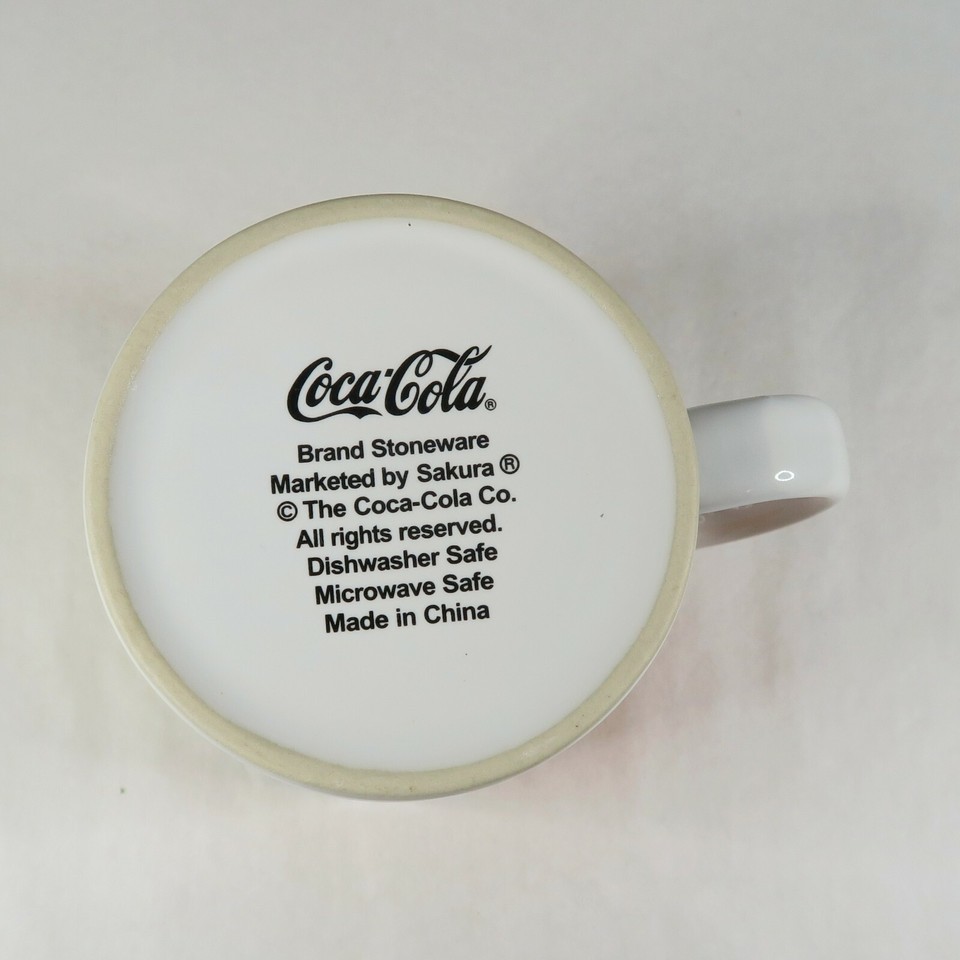 Coca-Cola®
Brand Stoneware
Marketed by Sakura ®
© The Coca-Cola Co.
All rights reserved.
Dishwasher Safe
Microwave Safe
Made in China